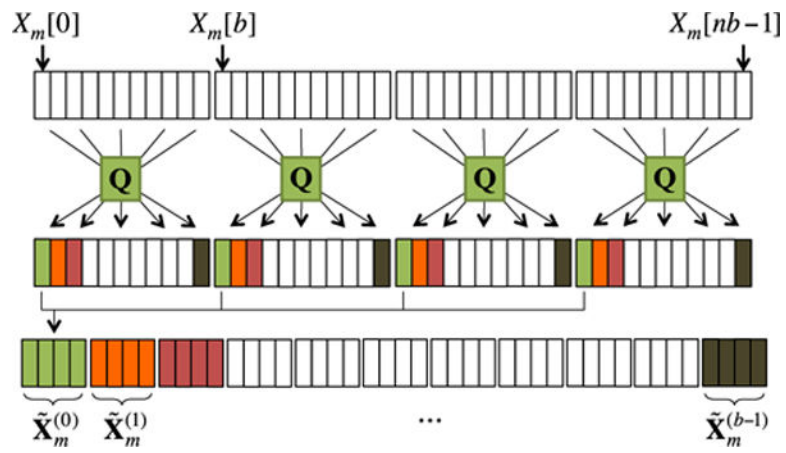 X_m[0] X_m[b] X_m[nb–1]
Q Q Q Q
X̃_m^(0) X̃_m^(1) ... X̃_m^(b–1)